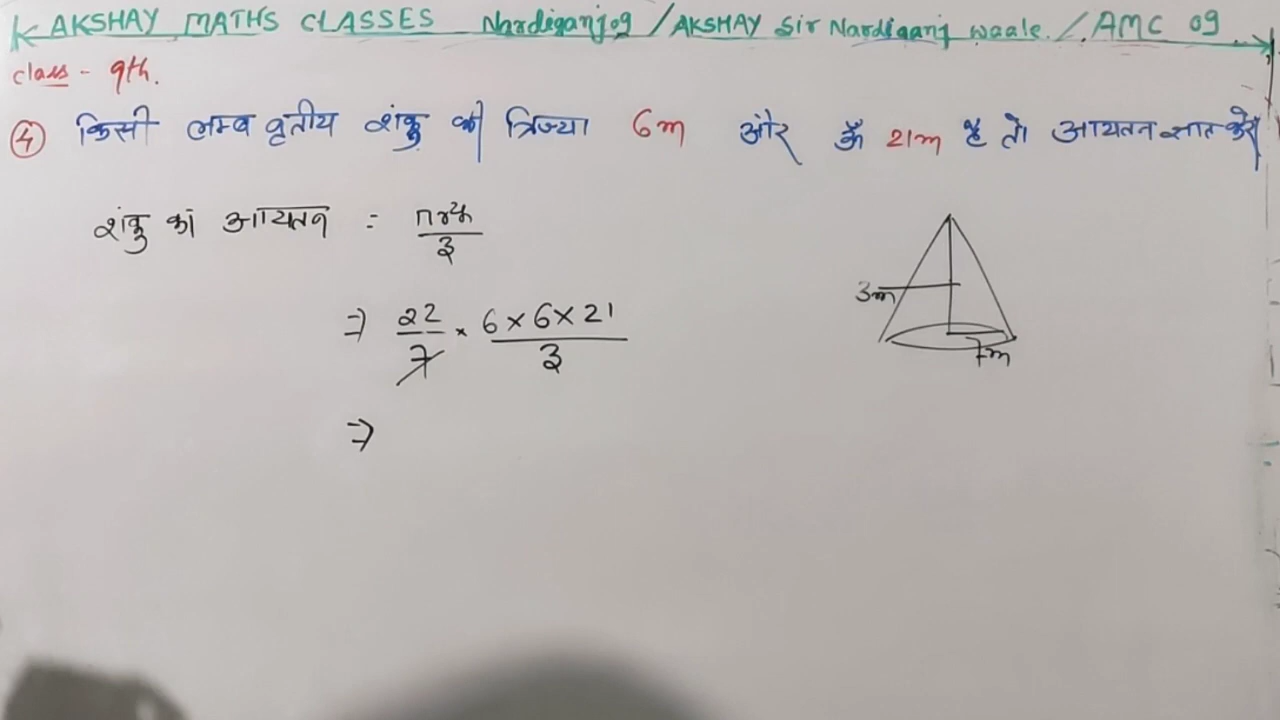 AKSHAY MATHS CLASSES Nardiganj09 / AKSHAY Sir Nardiganj waale. / AMC 09
class - 9th.
④ किसी लम्ब वृतीय शंकु की त्रिज्या 6m और ऊँ 21m है तो आयतन ज्ञात करें
शंकु का आयतन = πr²h/3
⇒ 22/7 × 6×6×21/3
3m
7m
⇒